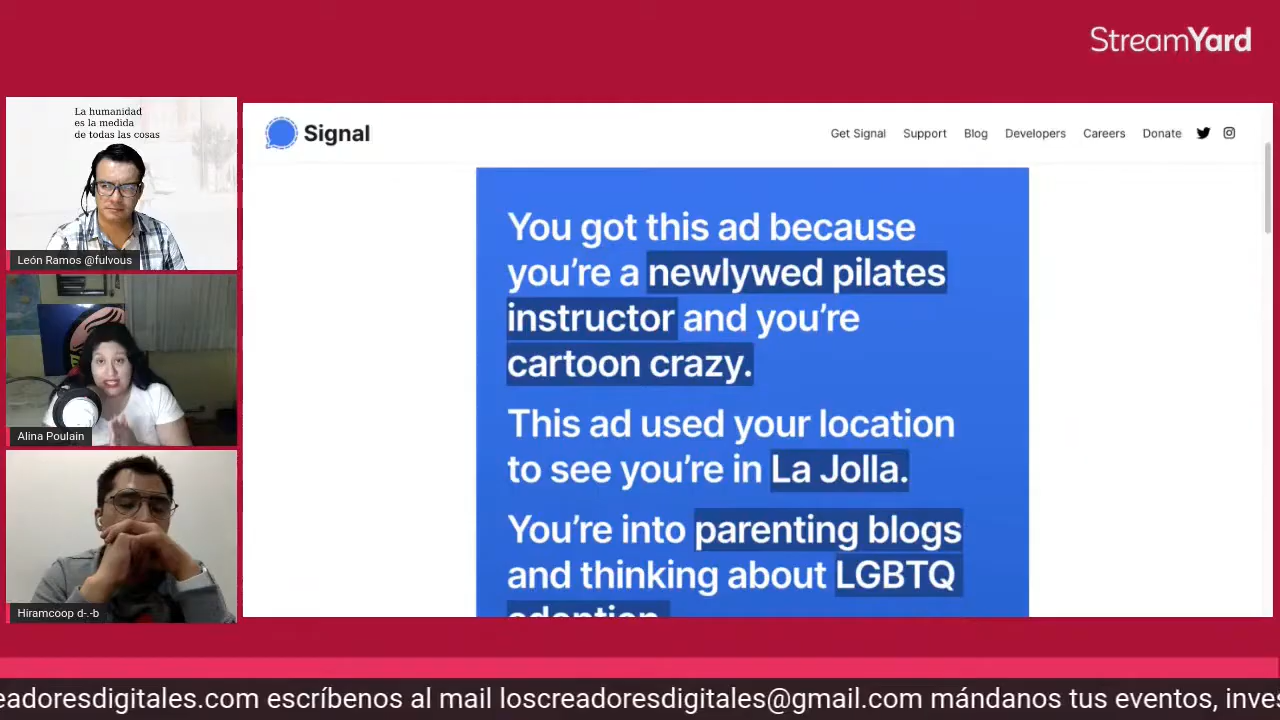 StreamYard
La humanidad
es la medida
de todas las cosas
León Ramos @fulvous
Alina Poulain
Hiramcoop d-.-b
Signal
Get Signal Support Blog Developers Careers Donate
You got this ad because
you're a newlywed pilates
instructor and you're
cartoon crazy.
This ad used your location
to see you're in La Jolla.
You're into parenting blogs
and thinking about LGBTQ
adoption.
eadoresdigitales.com escríbenos al mail loscreadoresdigitales@gmail.com mándanos tus eventos, inves